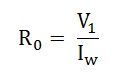 R₀ = V₁ / I_w